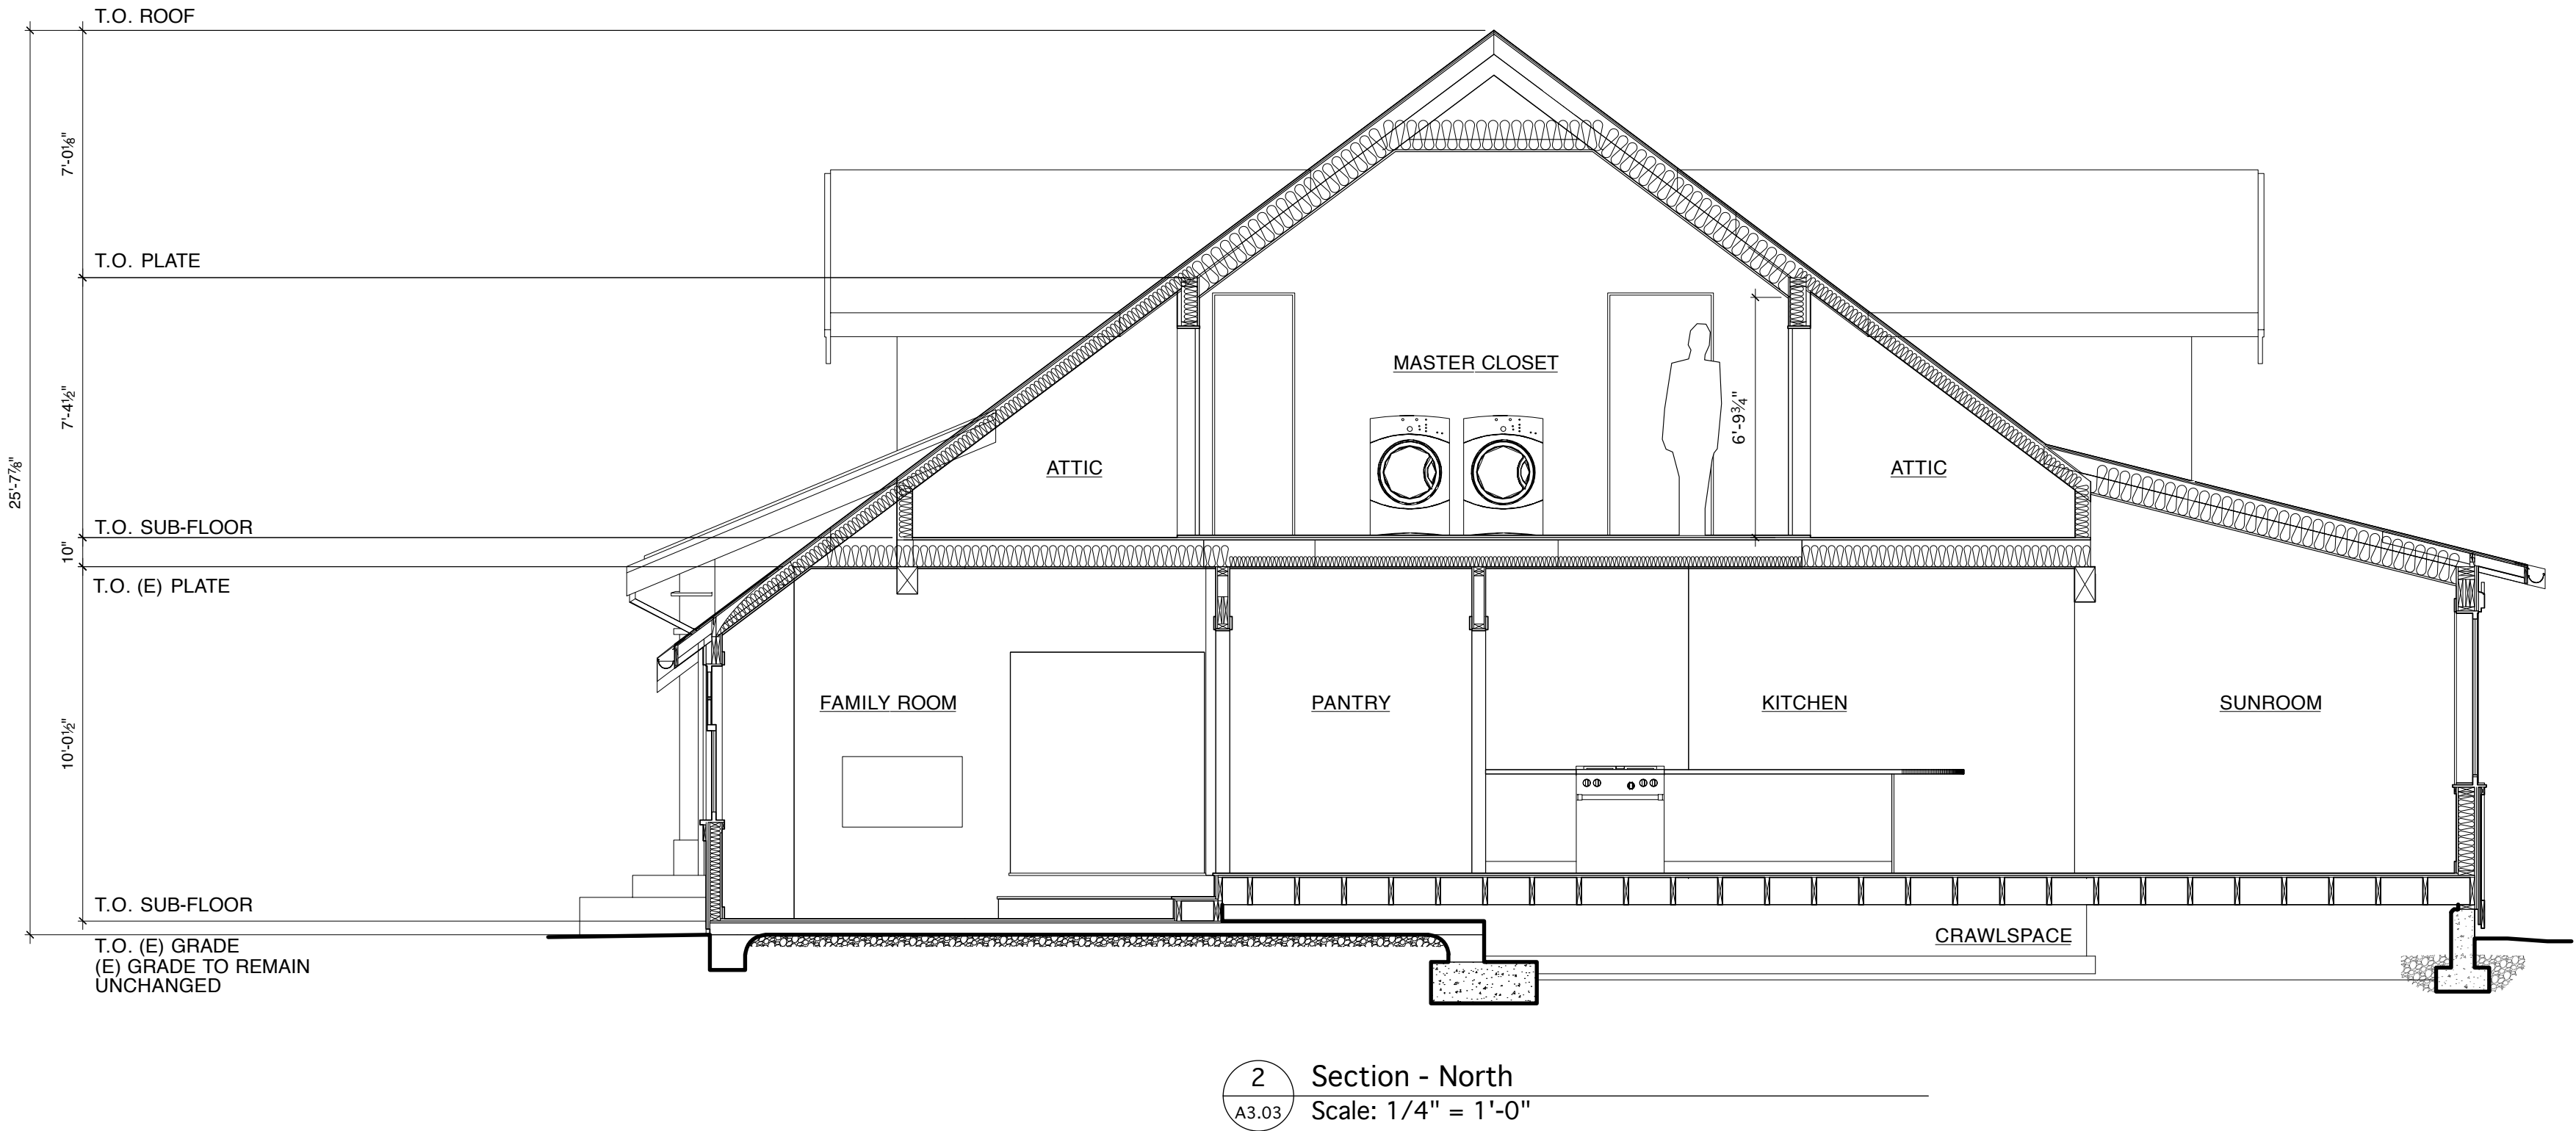 T.O. ROOF
7'-0⅛"
T.O. PLATE
7'-4½"
25'-7⅞"
T.O. SUB-FLOOR
10"
T.O. (E) PLATE
10'-0½"
T.O. SUB-FLOOR
T.O. (E) GRADE
(E) GRADE TO REMAIN
UNCHANGED
MASTER CLOSET
6'-9¾"
ATTIC
ATTIC
FAMILY ROOM
PANTRY
KITCHEN
SUNROOM
CRAWLSPACE
2
A3.03
Section - North
Scale: 1/4" = 1'-0"